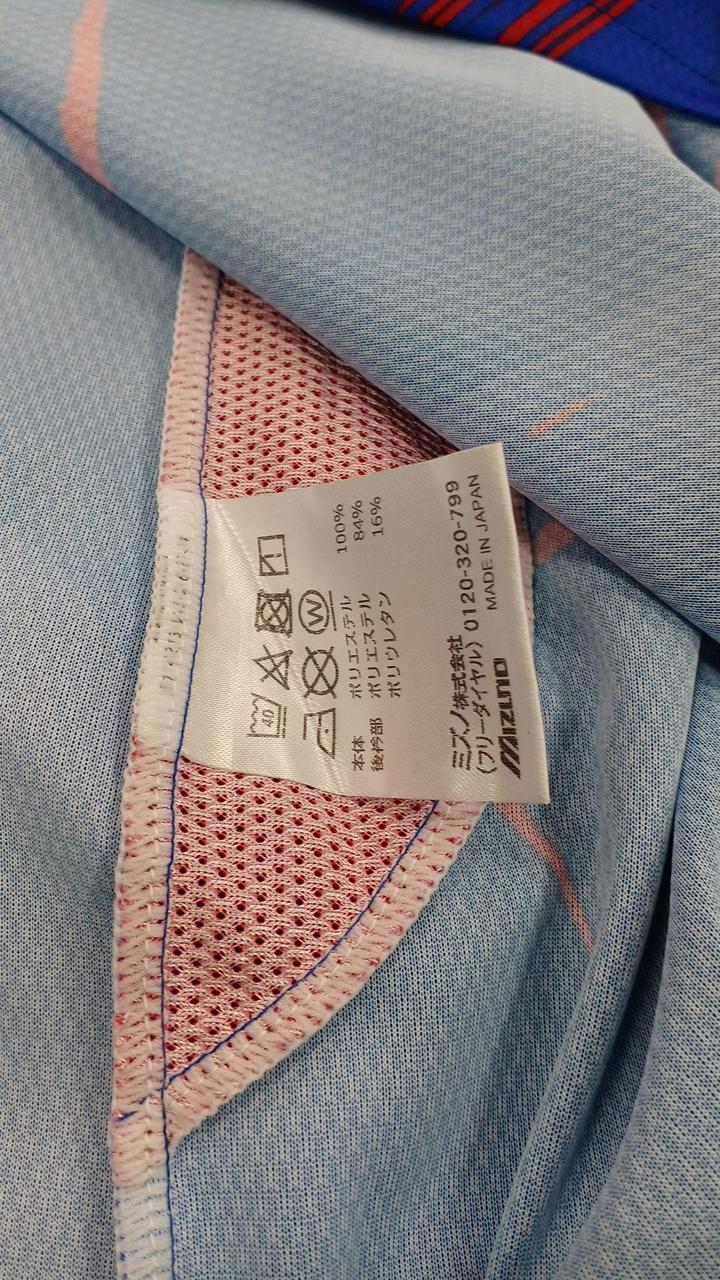 40
W
本体 ポリエステル 100%
後衿部 ポリエステル 84%
ポリウレタン 16%
ミズノ株式会社
(フリーダイヤル) 0120-320-799
MIZUNO MADE IN JAPAN